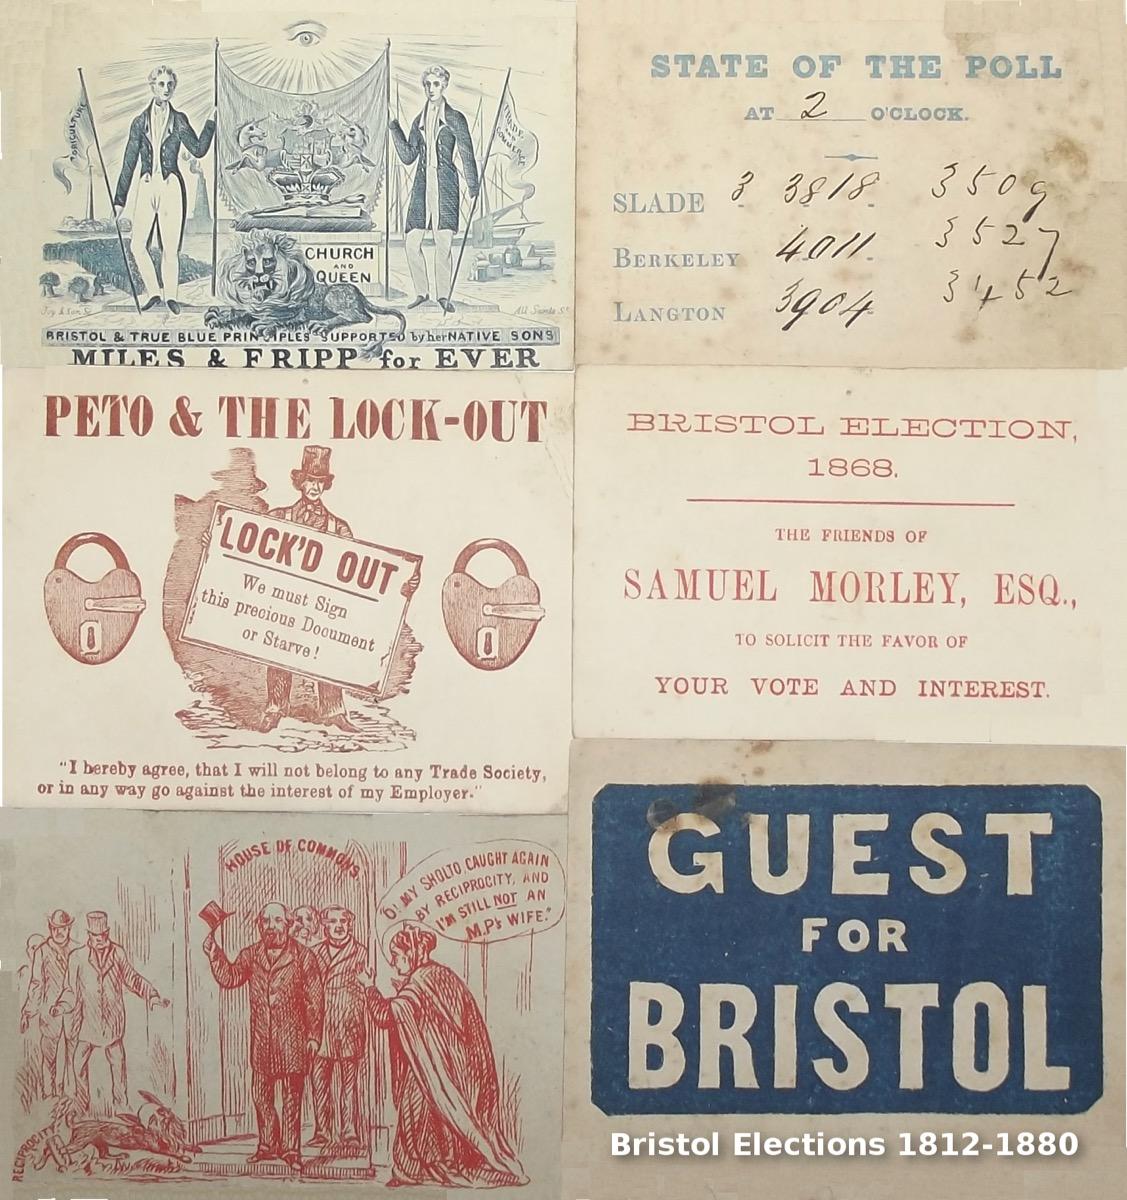 AGRICULTURE
TRADE
AND
COMMERCE
CHURCH
AND
QUEEN
All Saints St
BRISTOL & TRUE BLUE PRINCIPLES SUPPORTED by her NATIVE SONS
MILES & FRIPP for EVER
STATE OF THE POLL
AT 2 O'CLOCK.
SLADE 3 3818 3509
BERKELEY 4011 3527
LANGTON 3904 3452
PETO & THE LOCK-OUT
LOCK'D OUT
We must Sign
this precious Document
or Starve!
"I hereby agree, that I will not belong to any Trade Society,
or in any way go against the interest of my Employer."
BRISTOL ELECTION,
1868.
THE FRIENDS OF
SAMUEL MORLEY, ESQ.,
TO SOLICIT THE FAVOR OF
YOUR VOTE AND INTEREST.
HOUSE OF COMMONS
"O! MY SHOLTO, CAUGHT AGAIN
BY RECIPROCITY, AND
I'M STILL NOT AN
M.P's WIFE."
RECIPROCITY
GUEST
FOR
BRISTOL
Bristol Elections 1812-1880